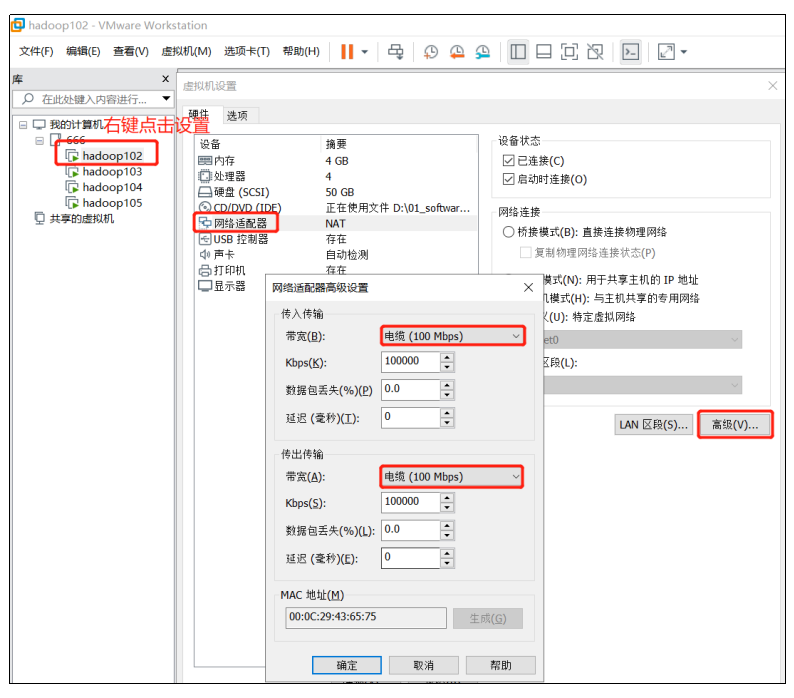 hadoop102 - VMware Workstation
文件(F) 编辑(E) 查看(V) 虚拟机(M) 选项卡(T) 帮助(H)
库 x
在此处键入内容进行...
我的计算机
右键点击设置
666
hadoop102
hadoop103
hadoop104
hadoop105
共享的虚拟机
虚拟机设置
硬件 选项
设备 摘要
内存 4 GB
处理器 4
硬盘 (SCSI) 50 GB
CD/DVD (IDE) 正在使用文件 D:\01_softwar...
网络适配器 NAT
USB 控制器 存在
声卡 自动检测
打印机 存在
显示器
设备状态
已连接(C)
启动时连接(O)
网络连接
桥接模式(B): 直接连接物理网络
复制物理网络连接状态(P)
模式(N): 用于共享主机的 IP 地址
模式(H): 与主机共享的专用网络
(U): 特定虚拟网络
et0
区段(L):
LAN 区段(S)... 高级(V)...
网络适配器高级设置
传入传输
带宽(B): 电缆 (100 Mbps)
Kbps(K): 100000
数据包丢失(%)(P) 0.0
延迟 (毫秒)(I): 0
传出传输
带宽(A): 电缆 (100 Mbps)
Kbps(S): 100000
数据包丢失(%)(L): 0.0
延迟 (毫秒)(E): 0
MAC 地址(M)
00:0C:29:43:65:75 生成(G)
确定 取消 帮助